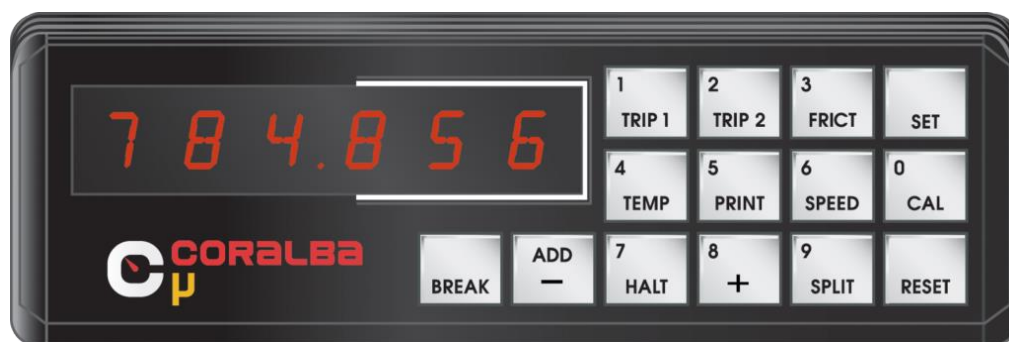 784.856
1
TRIP 1
2
TRIP 2
3
FRICT
SET
4
TEMP
5
PRINT
6
SPEED
0
CAL
CORALBA
μ
BREAK
ADD
−
7
HALT
8
+
9
SPLIT
RESET